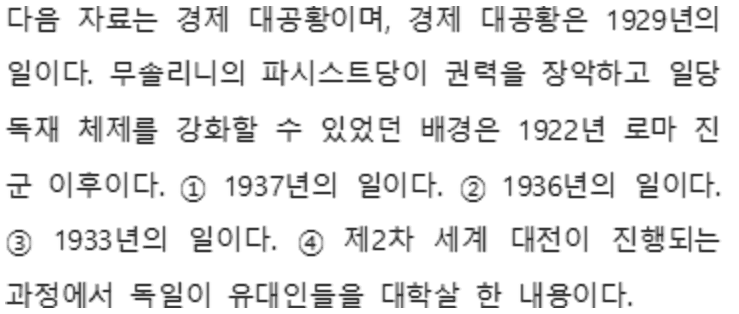 다음 자료는 경제 대공황이며, 경제 대공황은 1929년의
일이다. 무솔리니의 파시스트당이 권력을 장악하고 일당
독재 체제를 강화할 수 있었던 배경은 1922년 로마 진
군 이후이다. ① 1937년의 일이다. ② 1936년의 일이다.
③ 1933년의 일이다. ④ 제2차 세계 대전이 진행되는
과정에서 독일이 유대인들을 대학살 한 내용이다.